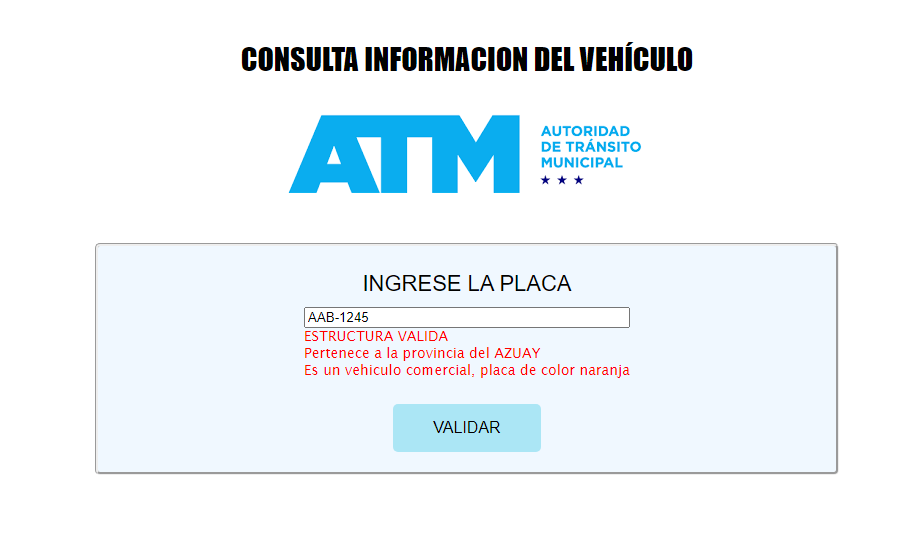 CONSULTA INFORMACION DEL VEHÍCULO
ATM
AUTORIDAD
DE TRÁNSITO
MUNICIPAL
INGRESE LA PLACA
AAB-1245
ESTRUCTURA VALIDA
Pertenece a la provincia del AZUAY
Es un vehiculo comercial, placa de color naranja
VALIDAR